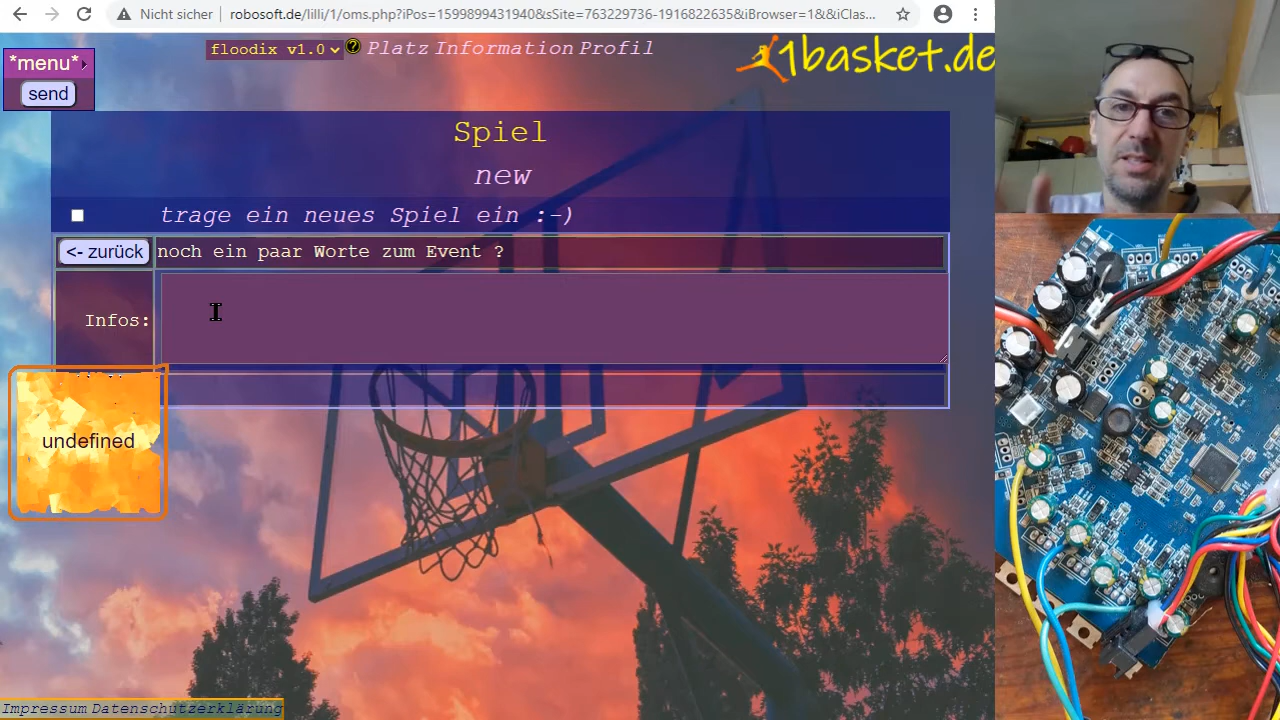 Nicht sicher | robosoft.de/lilli/1/oms.php?iPos=1599899431940&sSite=763229736-1916822635&iBrowser=1&&iClas...
floodix v1.0 ? Platz Information Profil
1basket.de
*menu*
send
Spiel
new
trage ein neues Spiel ein :-)
<- zurück
noch ein paar Worte zum Event ?
Infos:
undefined
Impressum Datenschutzerklärung